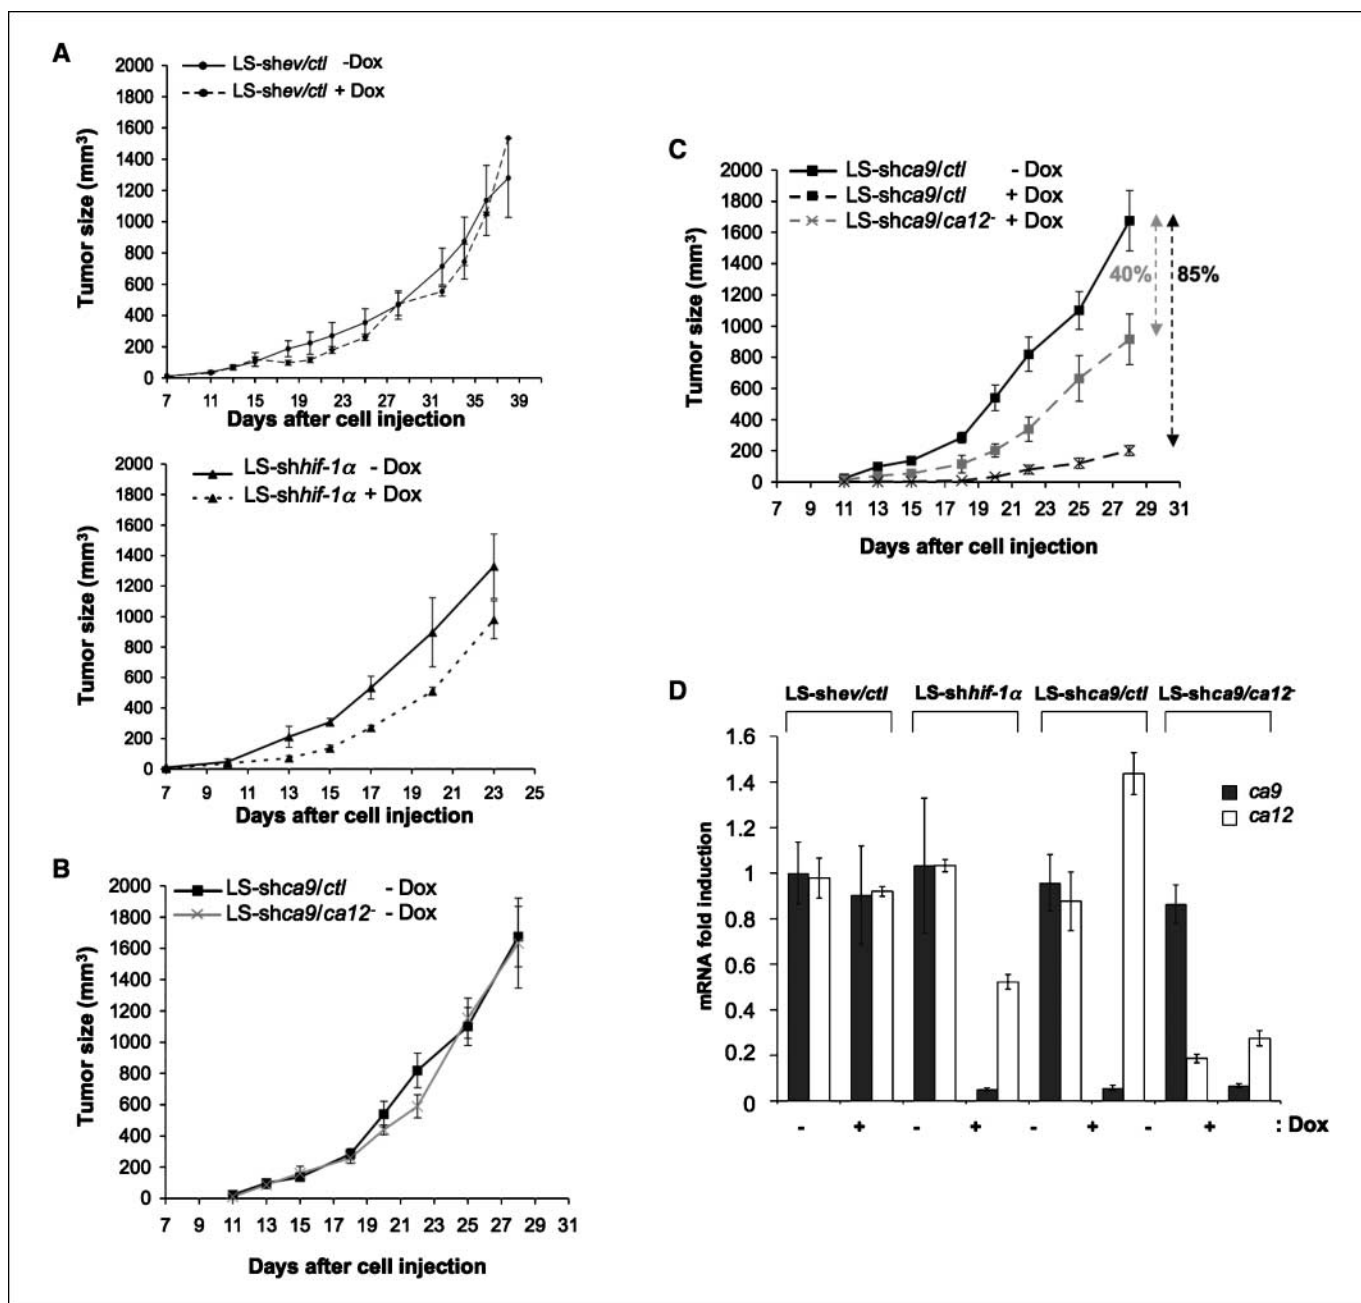 A
2000
1800
1600
1400
1200
1000
800
600
400
200
0
Tumor size (mm³)
LS-shev/ctl -Dox
LS-shev/ctl + Dox
7 11 15 19 23 27 31 35 39
Days after cell injection
2000
1800
1600
1400
1200
1000
800
600
400
200
0
Tumor size (mm³)
LS-shhif-1α - Dox
LS-shhif-1α + Dox
7 9 11 13 15 17 19 21 23 25
Days after cell injection
B
2000
1800
1600
1400
1200
1000
800
600
400
200
0
Tumor size (mm³)
LS-shca9/ctl - Dox
LS-shca9/ca12⁻ - Dox
7 9 11 13 15 17 19 21 23 25 27 29 31
Days after cell injection
C
2000
1800
1600
1400
1200
1000
800
600
400
200
0
Tumor size (mm³)
LS-shca9/ctl - Dox
LS-shca9/ctl + Dox
LS-shca9/ca12⁻ + Dox
40% 85%
7 9 11 13 15 17 19 21 23 25 27 29 31
Days after cell injection
D
LS-shev/ctl LS-shhif-1α LS-shca9/ctl LS-shca9/ca12⁻
1.6
1.4
1.2
1
0.8
0.6
0.4
0.2
0
mRNA fold induction
ca9
ca12
- + - + - + - + : Dox